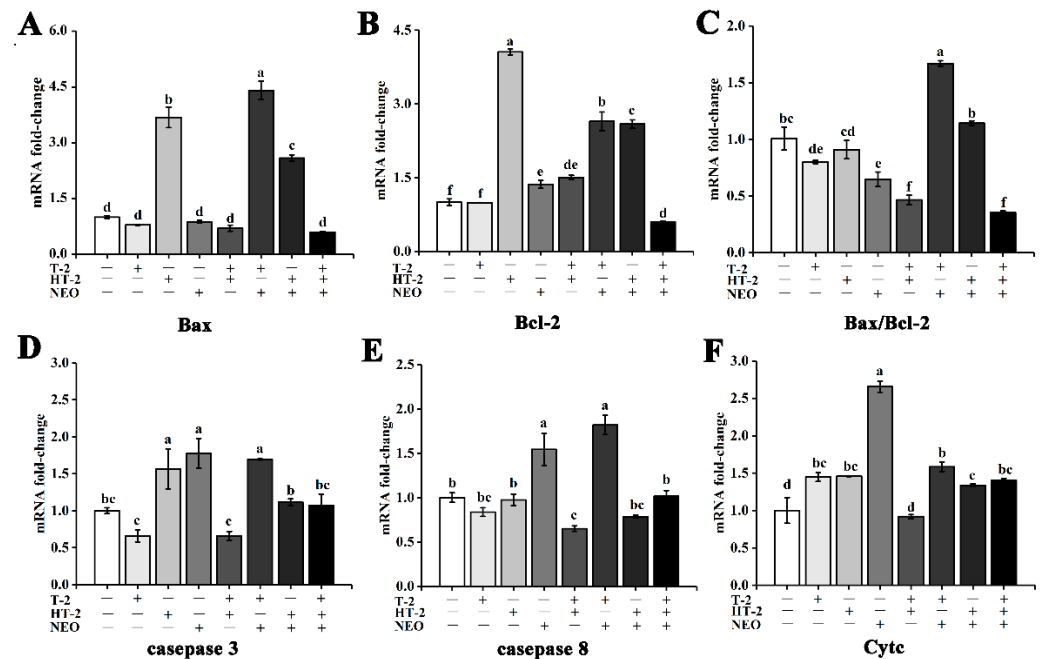 A
mRNA fold-change
6.0
4.5
3.0
1.5
0.0
d d b d d a c d
T-2 — + — — + + — +
HT-2 — — + — + — + +
NEO — — — + — + + +
Bax
B
mRNA fold-change
4.5
3.0
1.5
0.0
f f a e de b c d
T-2 — + — — + + — +
HT-2 — — + — + — + +
NEO — — — + — + + +
Bcl-2
C
mRNA fold-change
2.0
1.5
1.0
0.5
0.0
bc de cd e f a b f
T-2 — + — — + + — +
HT-2 — — + — + — + +
NEO — — — + — + + +
Bax/Bcl-2
D
mRNA fold-change
3.0
2.5
2.0
1.5
1.0
0.5
0.0
bc c a a c a b bc
T-2 — + — — + + — +
HT-2 — — + — + — + +
NEO — — — + — + + +
casepase 3
E
mRNA fold-change
2.5
2.0
1.5
1.0
0.5
0.0
b bc b a c a bc b
T-2 — + — — + + — +
HT-2 — — + — + — + +
NEO — — — + — + + +
casepase 8
F
mRNA fold-change
3.0
2.5
2.0
1.5
1.0
0.5
0.0
d bc bc a d b c bc
T-2 — + — — + + — +
HT-2 — — + — + — + +
NEO — — — + — + + +
Cytc